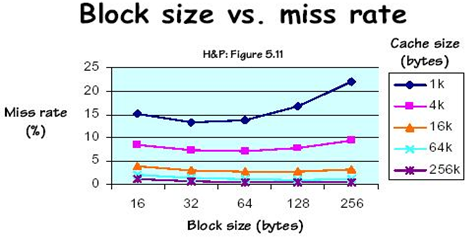 Block size vs. miss rate
H&P: Figure 5.11
Cache size
(bytes)
Miss rate
(%)
25
20
15
10
5
0
16 32 64 128 256
Block size (bytes)
1k
4k
16k
64k
256k